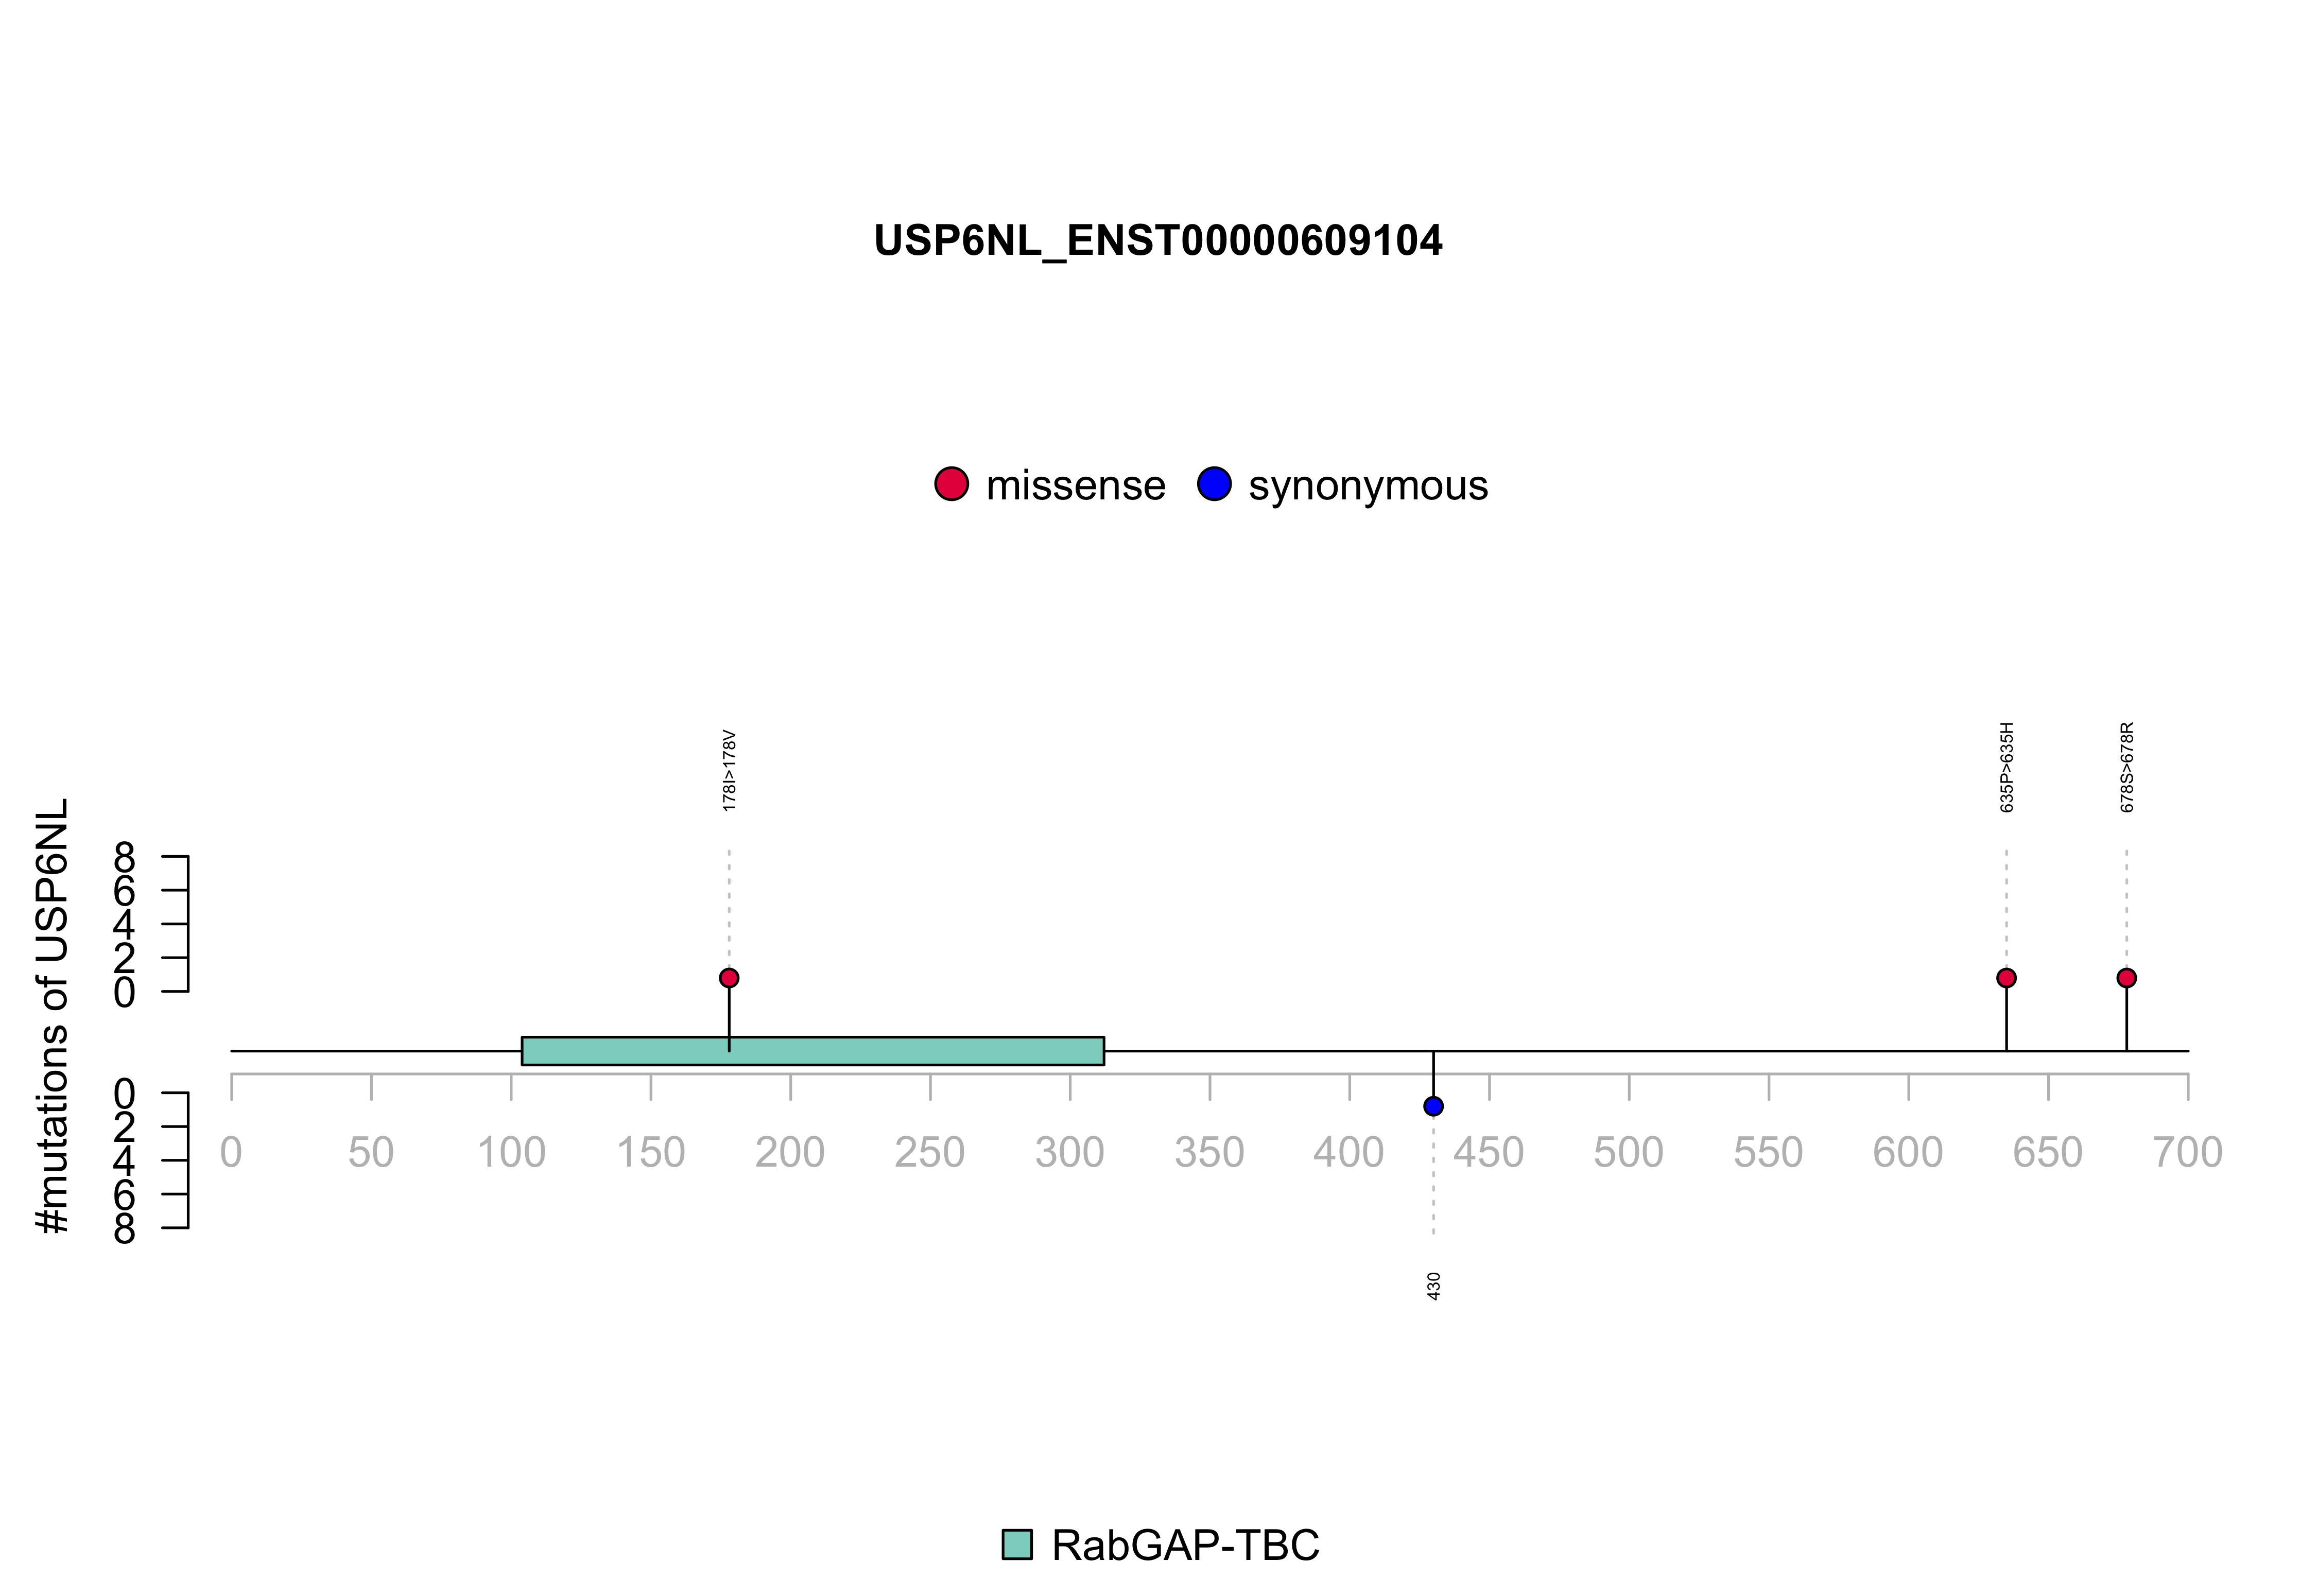 USP6NL_ENST00000609104
missense synonymous
178I>178V
635P>635H
678S>678R
#mutations of USP6NL
8
6
4
2
0
0
2
4
6
8
0 50 100 150 200 250 300 350 400 450 500 550 600 650 700
430
RabGAP-TBC